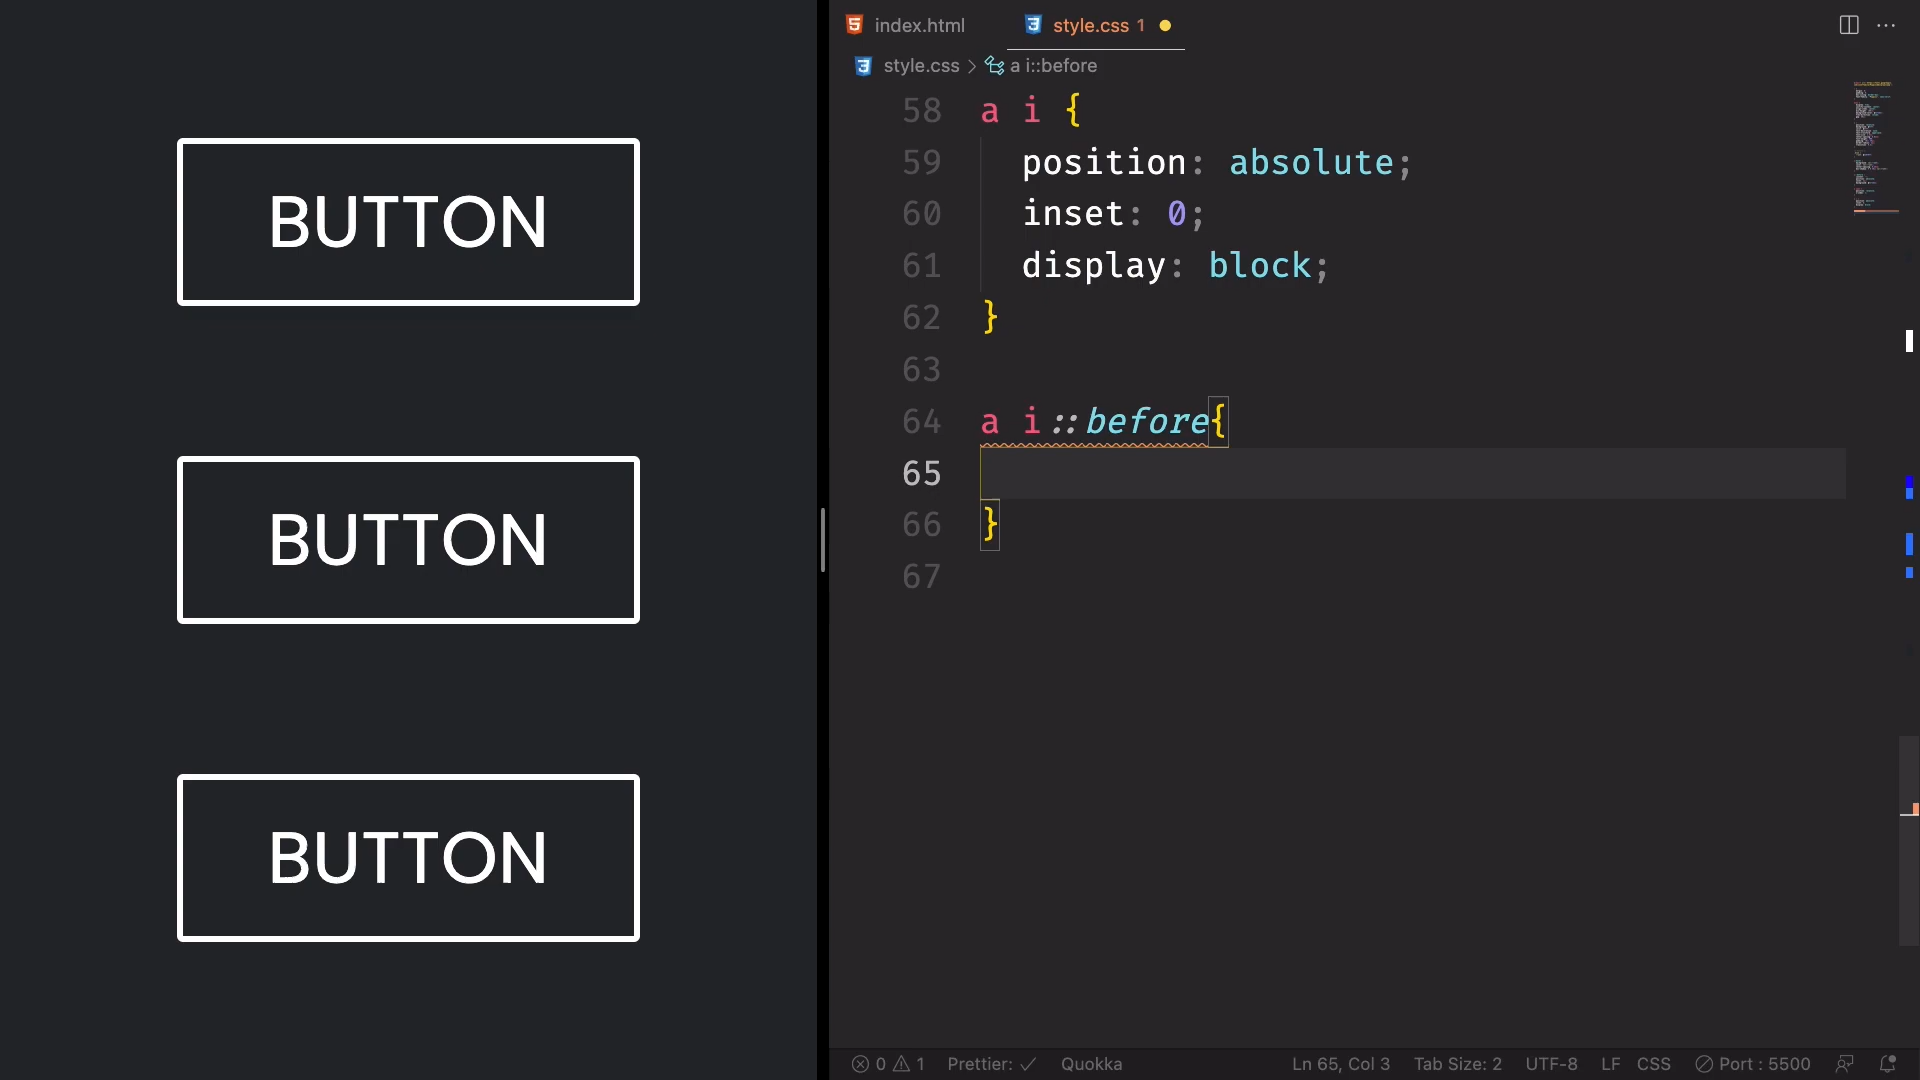 BUTTON
BUTTON
BUTTON
index.html
style.css 1
style.css > a i::before
58 a i {
59 position: absolute;
60 inset: 0;
61 display: block;
62 }
63
64 a i::before{
65
66 }
67
0 1 Prettier: ✓ Quokka Ln 65, Col 3 Tab Size: 2 UTF-8 LF CSS Port : 5500